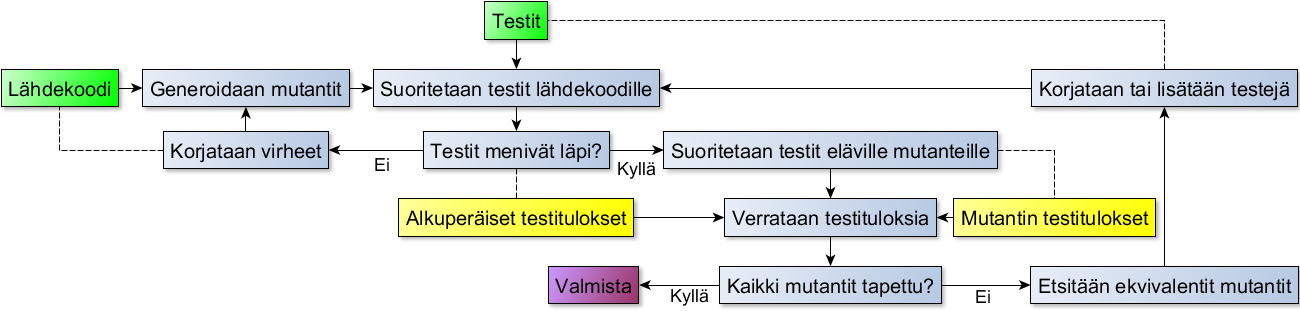 Testit
Lähdekoodi
Generoidaan mutantit
Suoritetaan testit lähdekoodille
Korjataan tai lisätään testejä
Korjataan virheet
Ei
Testit menivät läpi?
Kyllä
Suoritetaan testit eläville mutanteille
Alkuperäiset testitulokset
Verrataan testituloksia
Mutantin testitulokset
Valmista
Kyllä
Kaikki mutantit tapettu?
Ei
Etsitään ekvivalentit mutantit